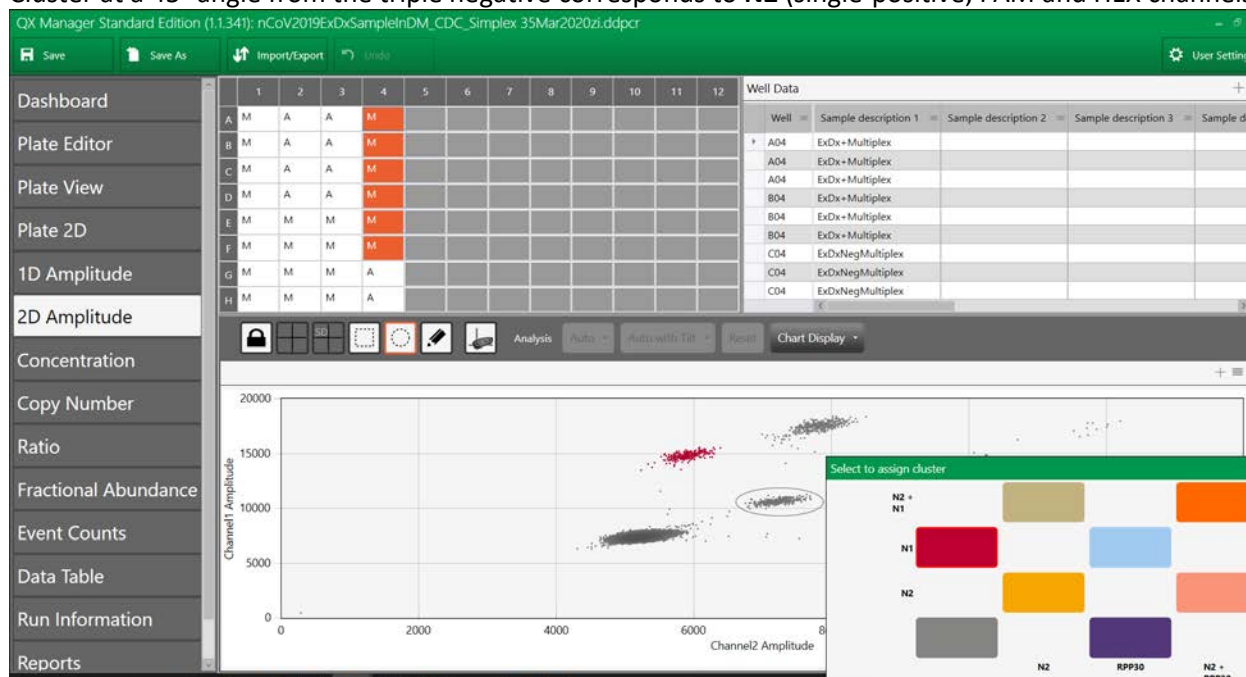 Cluster at a 45° angle from the triple negative corresponds to N2 (single-positive) FAM and HEX channels
QX Manager Standard Edition (1.1.341): nCoV2019ExDxSampleInDM_CDC_Simplex 35Mar2020zi.ddpcr
Save Save As Import/Export Undo User Setting
Dashboard
Plate Editor
Plate View
Plate 2D
1D Amplitude
2D Amplitude
Concentration
Copy Number
Ratio
Fractional Abundance
Event Counts
Data Table
Run Information
Reports
1 2 3 4 5 6 7 8 9 10 11 12
A M A A M
B M A A M
C M A A M
D M A A M
E M M M M
F M M M M
G M M M A
H M M M A
Well Data
Well Sample description 1 Sample description 2 Sample description 3 Sample d
A04 ExDx+Multiplex
A04 ExDx+Multiplex
A04 ExDx+Multiplex
B04 ExDx+Multiplex
B04 ExDx+Multiplex
B04 ExDx+Multiplex
C04 ExDxNegMultiplex
C04 ExDxNegMultiplex
C04 ExDxNegMultiplex
SD Analysis Auto Auto with Tilt Reset Chart Display
Channel1 Amplitude
20000
15000
10000
5000
0
0 2000 4000 6000 8
Channel2 Amplitude
Select to assign cluster
N2 +
N1
N1
N2
N2 RPP30 N2 +